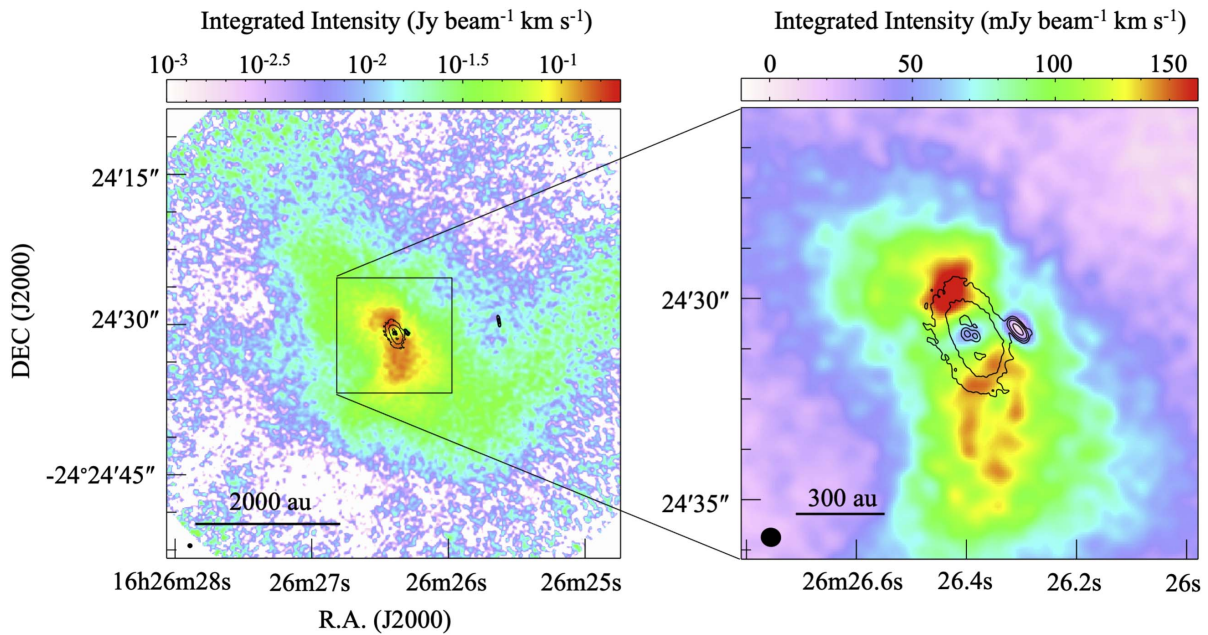 Integrated Intensity (Jy beam⁻¹ km s⁻¹)
10⁻³ 10⁻²·⁵ 10⁻² 10⁻¹·⁵ 10⁻¹
24′15″
24′30″
-24°24′45″
DEC (J2000)
2000 au
16h26m28s 26m27s 26m26s 26m25s
R.A. (J2000)
Integrated Intensity (mJy beam⁻¹ km s⁻¹)
0 50 100 150
24′30″
24′35″
300 au
26m26.6s 26.4s 26.2s 26s